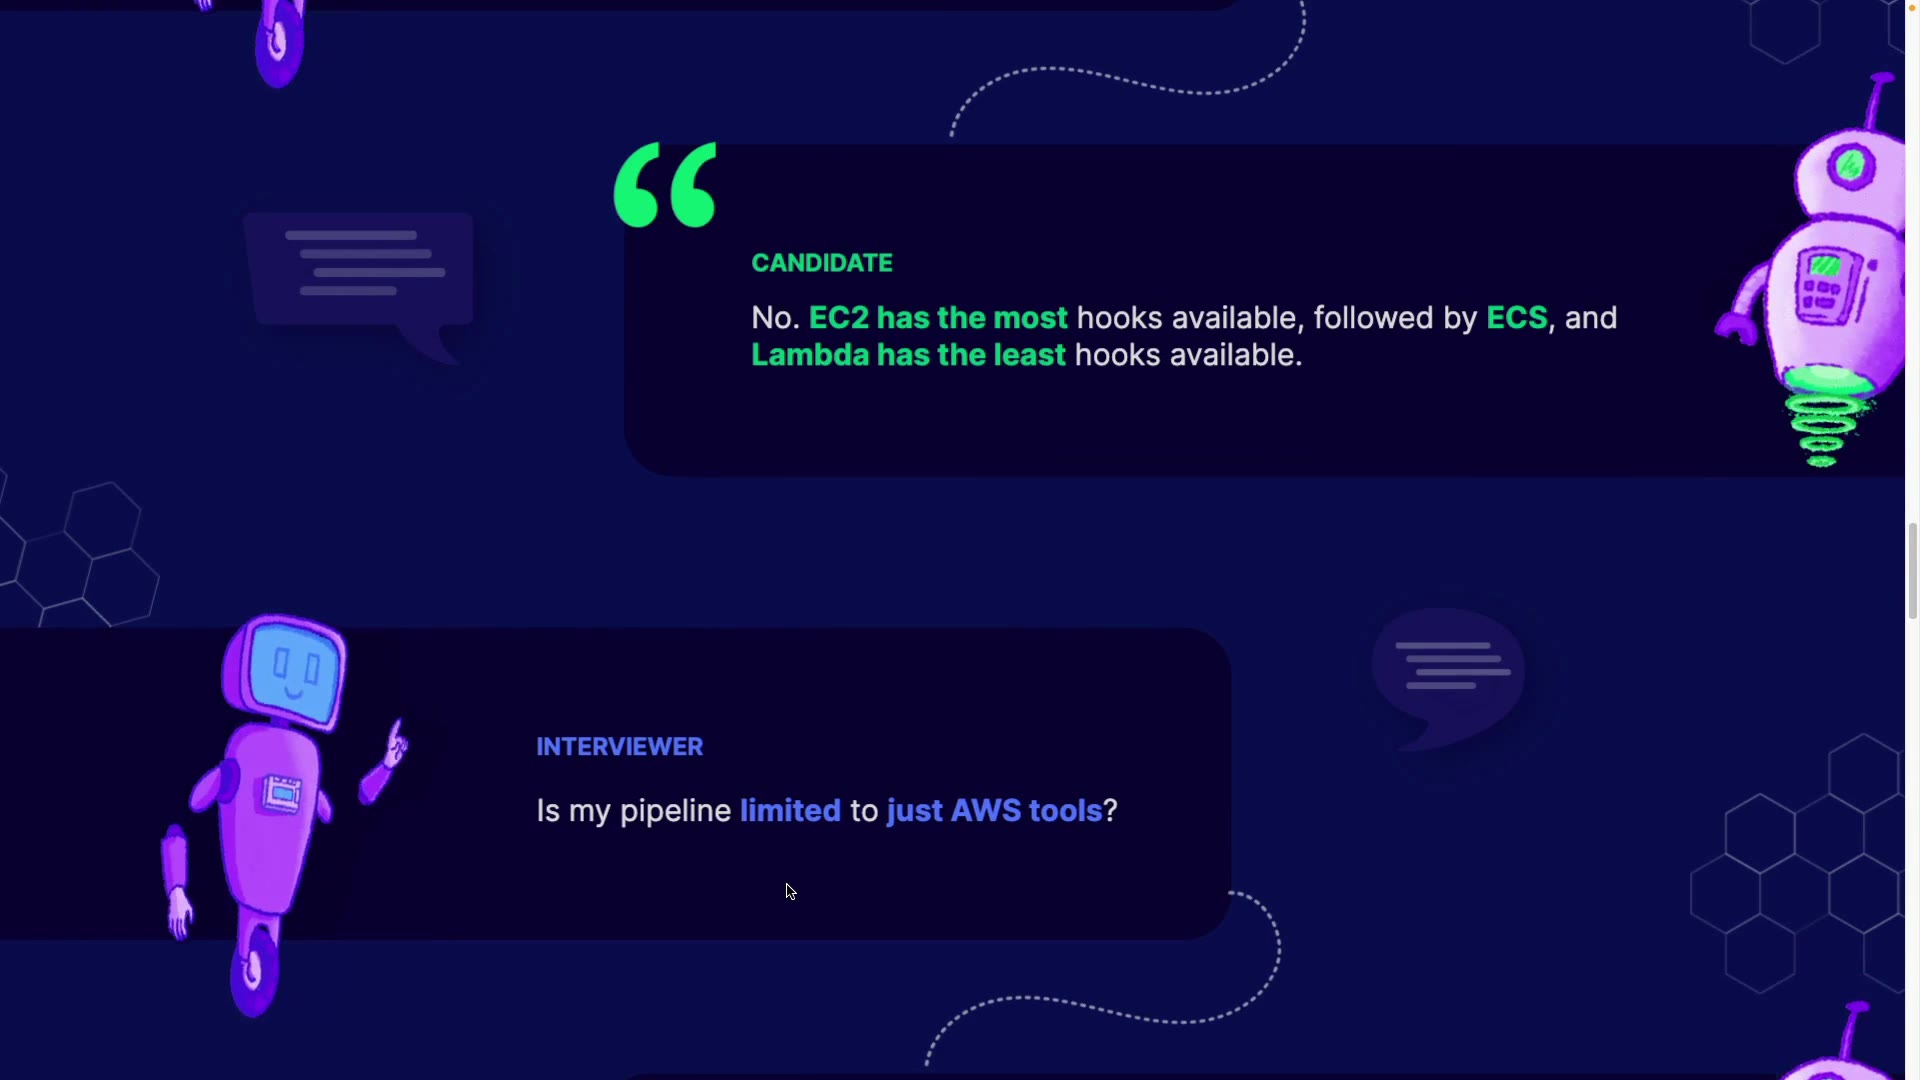 CANDIDATE
No. EC2 has the most hooks available, followed by ECS, and
Lambda has the least hooks available.
INTERVIEWER
Is my pipeline limited to just AWS tools?